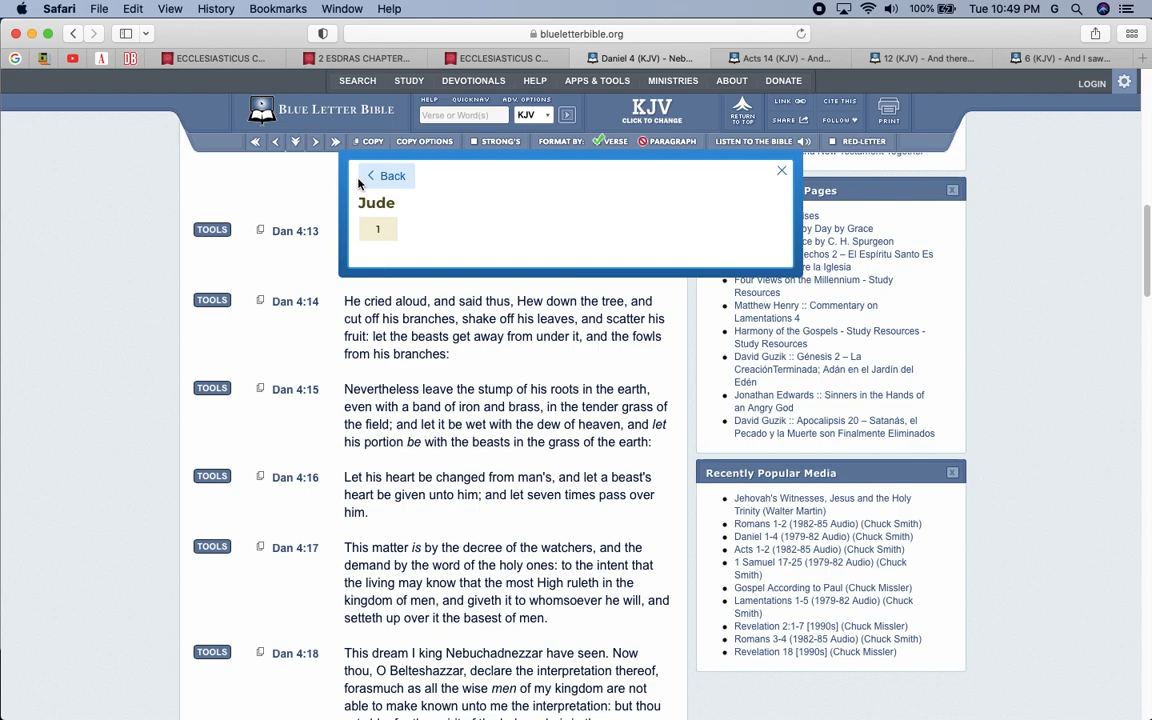 Safari File Edit View History Bookmarks Window Help 100% Tue 10:49 PM G
blueletterbible.org
ECCLESIASTICUS C... 2 ESDRAS CHAPTER... ECCLESIASTICUS C... Daniel 4 (KJV) - Neb... Acts 14 (KJV) - And... 12 (KJV) - And there... 6 (KJV) - And I saw...
SEARCH STUDY DEVOTIONALS HELP APPS & TOOLS MINISTRIES ABOUT DONATE LOGIN
BLUE LETTER BIBLE
HELP QUICKNAV ADV. OPTIONS
Verse or Word(s) KJV
KJV
CLICK TO CHANGE
RETURN TO TOP
LINK CITE THIS
SHARE FOLLOW
PRINT
COPY COPY OPTIONS STRONG'S FORMAT BY: VERSE PARAGRAPH LISTEN TO THE BIBLE RED-LETTER
Back
Jude
1
TOOLS Dan 4:13
TOOLS Dan 4:14 He cried aloud, and said thus, Hew down the tree, and
cut off his branches, shake off his leaves, and scatter his
fruit: let the beasts get away from under it, and the fowls
from his branches:
TOOLS Dan 4:15 Nevertheless leave the stump of his roots in the earth,
even with a band of iron and brass, in the tender grass of
the field; and let it be wet with the dew of heaven, and let
his portion be with the beasts in the grass of the earth:
TOOLS Dan 4:16 Let his heart be changed from man's, and let a beast's
heart be given unto him; and let seven times pass over
him.
TOOLS Dan 4:17 This matter is by the decree of the watchers, and the
demand by the word of the holy ones: to the intent that
the living may know that the most High ruleth in the
kingdom of men, and giveth it to whomsoever he will, and
setteth up over it the basest of men.
TOOLS Dan 4:18 This dream I king Nebuchadnezzar have seen. Now
thou, O Belteshazzar, declare the interpretation thereof,
forasmuch as all the wise men of my kingdom are not
able to make known unto me the interpretation: but thou
Pages
by Day by Grace
ce by C. H. Spurgeon
echos 2 – El Espíritu Santo Es
re la Iglesia
Four Views on the Millennium - Study
Resources
Matthew Henry :: Commentary on
Lamentations 4
Harmony of the Gospels - Study Resources -
Study Resources
David Guzik :: Génesis 2 – La
CreaciónTerminada; Adán en el Jardín del
Edén
Jonathan Edwards :: Sinners in the Hands of
an Angry God
David Guzik :: Apocalipsis 20 – Satanás, el
Pecado y la Muerte son Finalmente Eliminados
Recently Popular Media
Jehovah's Witnesses, Jesus and the Holy
Trinity (Walter Martin)
Romans 1-2 (1982-85 Audio) (Chuck Smith)
Daniel 1-4 (1979-82 Audio) (Chuck Smith)
Acts 1-2 (1982-85 Audio) (Chuck Smith)
1 Samuel 17-25 (1979-82 Audio) (Chuck
Smith)
Gospel According to Paul (Chuck Missler)
Lamentations 1-5 (1979-82 Audio) (Chuck
Smith)
Revelation 2:1-7 [1990s] (Chuck Missler)
Romans 3-4 (1982-85 Audio) (Chuck Smith)
Revelation 18 [1990s] (Chuck Missler)